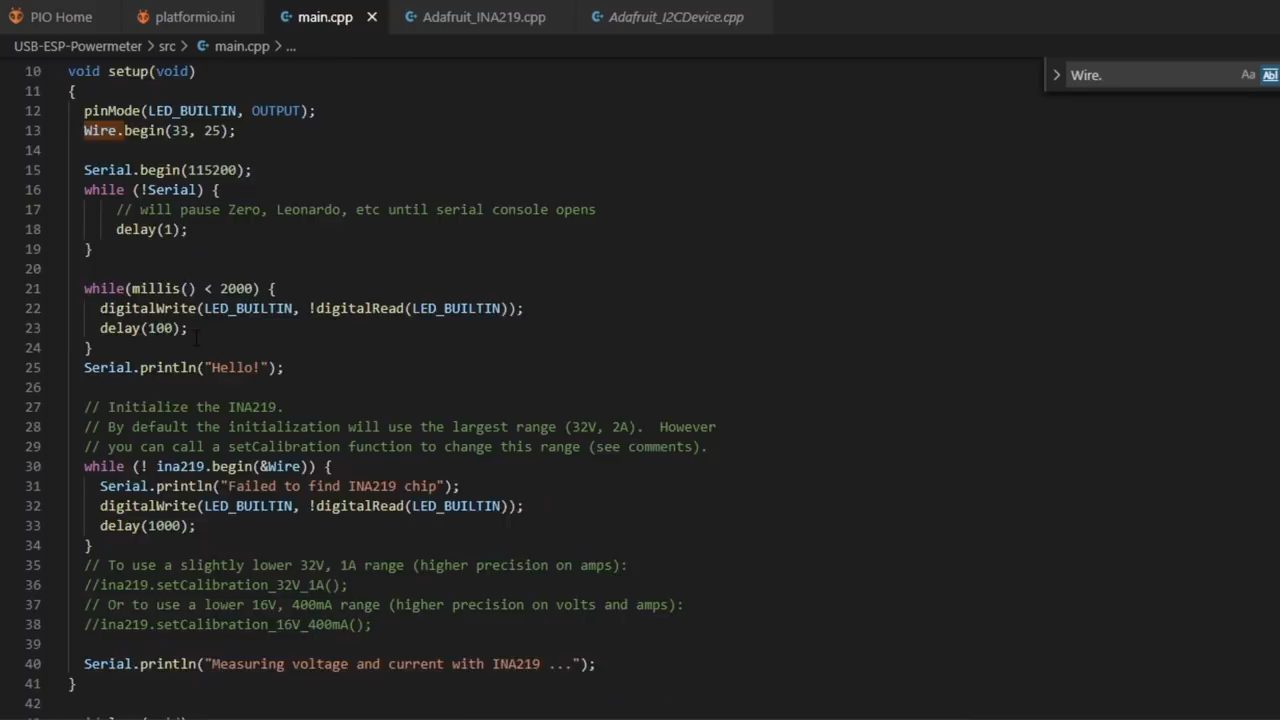 PIO Home platformio.ini main.cpp Adafruit_INA219.cpp Adafruit_I2CDevice.cpp
USB-ESP-Powermeter > src > main.cpp > ...
Wire. Aa Abl
10 void setup(void)
11 {
12 pinMode(LED_BUILTIN, OUTPUT);
13 Wire.begin(33, 25);
14
15 Serial.begin(115200);
16 while (!Serial) {
17 // will pause Zero, Leonardo, etc until serial console opens
18 delay(1);
19 }
20
21 while(millis() < 2000) {
22 digitalWrite(LED_BUILTIN, !digitalRead(LED_BUILTIN));
23 delay(100);
24 }
25 Serial.println("Hello!");
26
27 // Initialize the INA219.
28 // By default the initialization will use the largest range (32V, 2A).  However
29 // you can call a setCalibration function to change this range (see comments).
30 while (! ina219.begin(&Wire)) {
31 Serial.println("Failed to find INA219 chip");
32 digitalWrite(LED_BUILTIN, !digitalRead(LED_BUILTIN));
33 delay(1000);
34 }
35 // To use a slightly lower 32V, 1A range (higher precision on amps):
36 //ina219.setCalibration_32V_1A();
37 // Or to use a lower 16V, 400mA range (higher precision on volts and amps):
38 //ina219.setCalibration_16V_400mA();
39
40 Serial.println("Measuring voltage and current with INA219 ...");
41 }
42